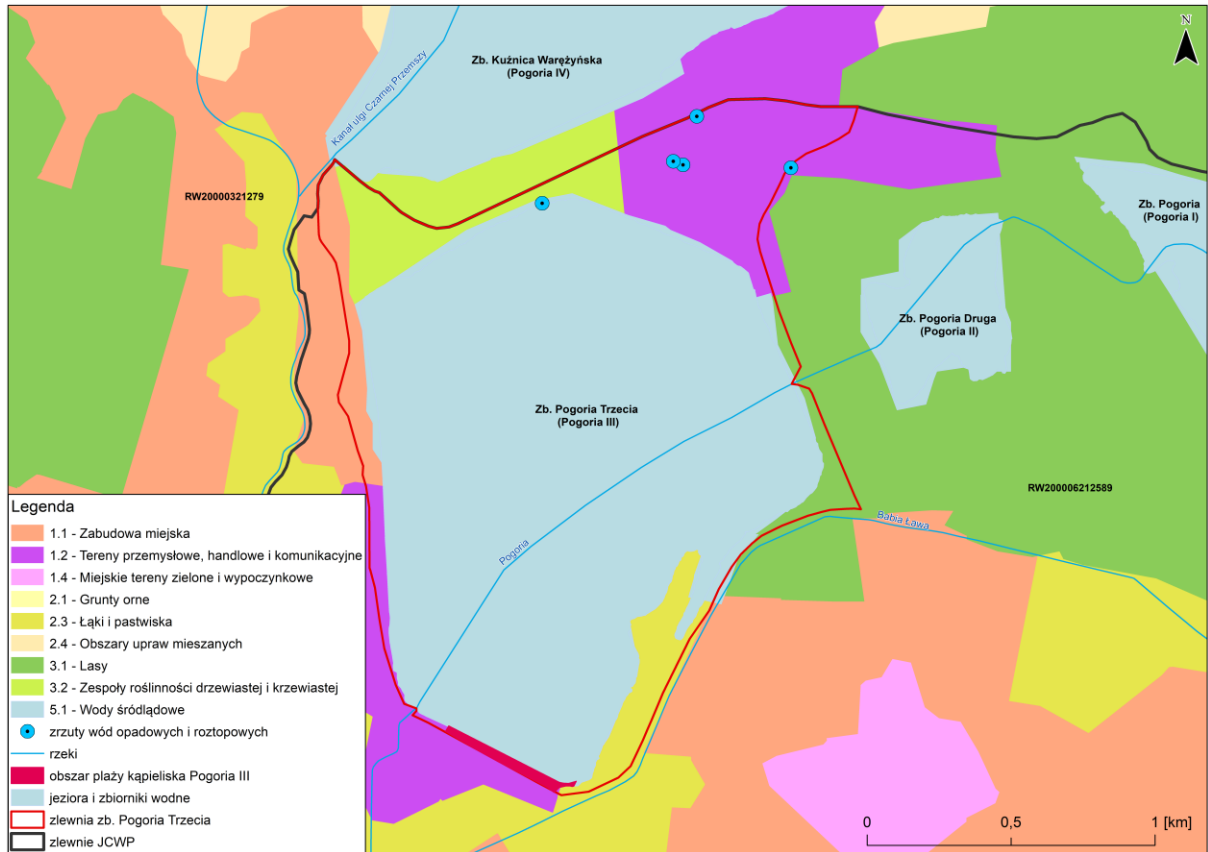 N
Zb. Kuźnica Warężyńska
(Pogoria IV)
Kanał ulgi Czarnej Przemszy
RW20000321279
Zb. Pogoria
(Pogoria I)
Zb. Pogoria Druga
(Pogoria II)
Zb. Pogoria Trzecia
(Pogoria III)
RW200006212589
Babia Ława
Pogoria
Legenda
1.1 - Zabudowa miejska
1.2 - Tereny przemysłowe, handlowe i komunikacyjne
1.4 - Miejskie tereny zielone i wypoczynkowe
2.1 - Grunty orne
2.3 - Łąki i pastwiska
2.4 - Obszary upraw mieszanych
3.1 - Lasy
3.2 - Zespoły roślinności drzewiastej i krzewiastej
5.1 - Wody śródlądowe
zrzuty wód opadowych i roztopowych
rzeki
obszar plaży kąpieliska Pogoria III
jeziora i zbiorniki wodne
zlewnia zb. Pogoria Trzecia
zlewnie JCWP
0 0,5 1 [km]